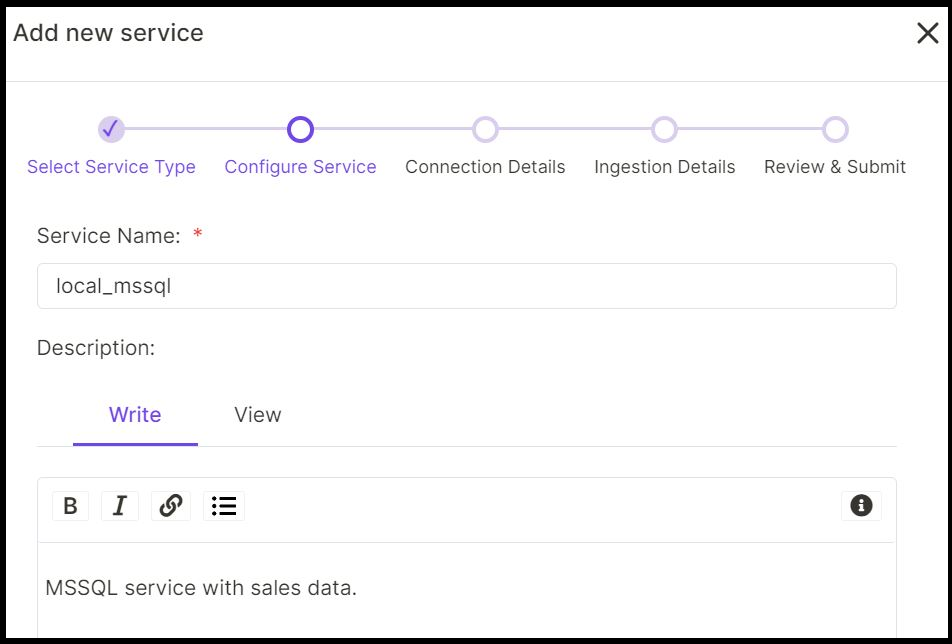 Add new service
Select Service Type Configure Service Connection Details Ingestion Details Review & Submit
Service Name: *
local_mssql
Description:
Write View
B I
MSSQL service with sales data.